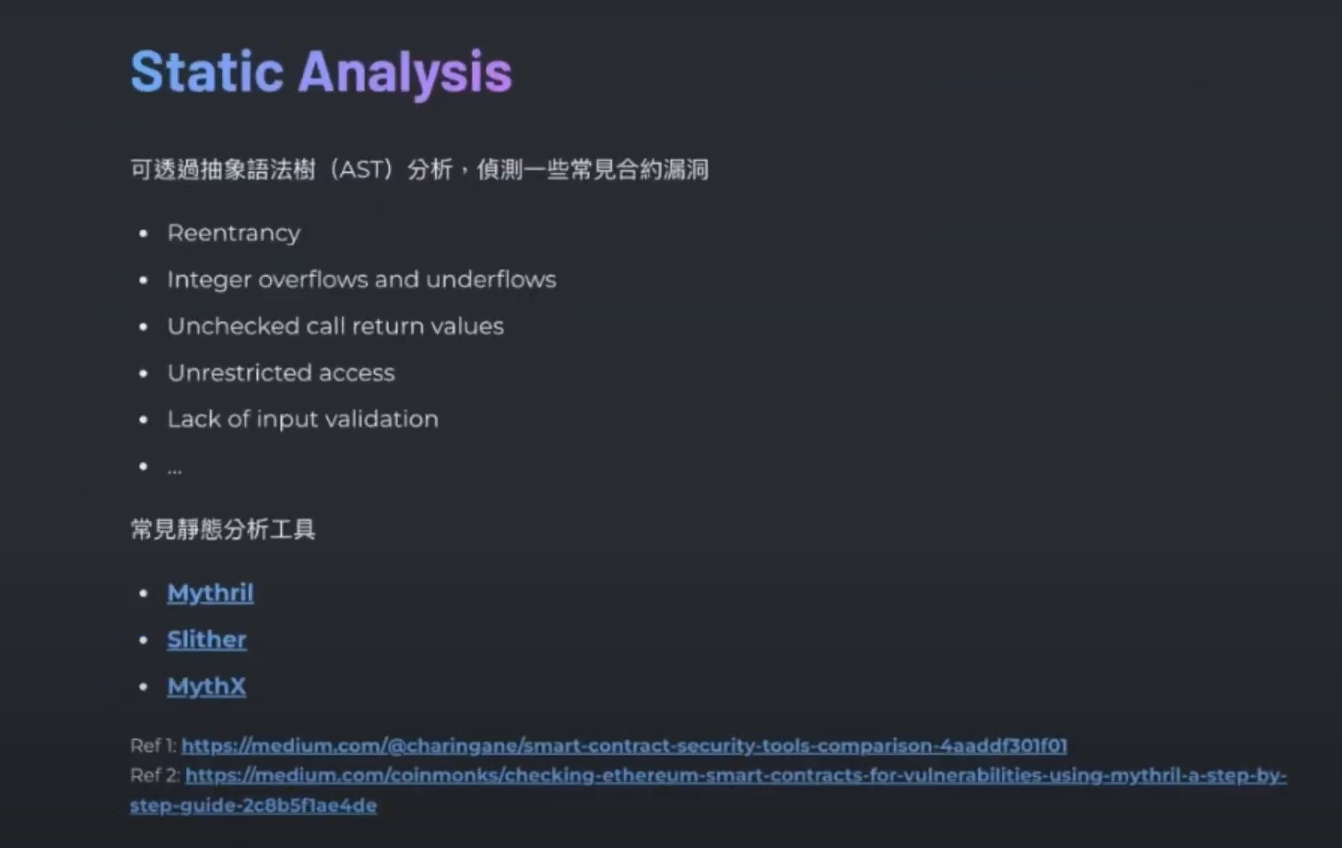 Static Analysis
可透過抽象語法樹（AST）分析，偵測一些常見合約漏洞
• Reentrancy
• Integer overflows and underflows
• Unchecked call return values
• Unrestricted access
• Lack of input validation
• ...
常見靜態分析工具
• Mythril
• Slither
• MythX
Ref 1: https://medium.com/@charingane/smart-contract-security-tools-comparison-4aaddf301f01
Ref 2: https://medium.com/coinmonks/checking-ethereum-smart-contracts-for-vulnerabilities-using-mythril-a-step-by-
step-guide-2c8b5f1ae4de